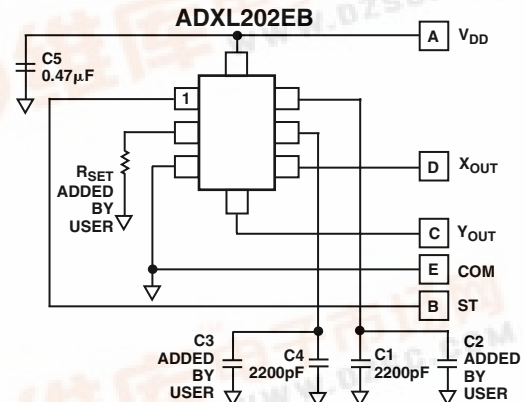 ADXL202EB
A VDD
C5
0.47μF
1
RSET
ADDED
BY
USER
D XOUT
C YOUT
E COM
B ST
C3
ADDED
BY
USER
C4
2200pF
C1
2200pF
C2
ADDED
BY
USER